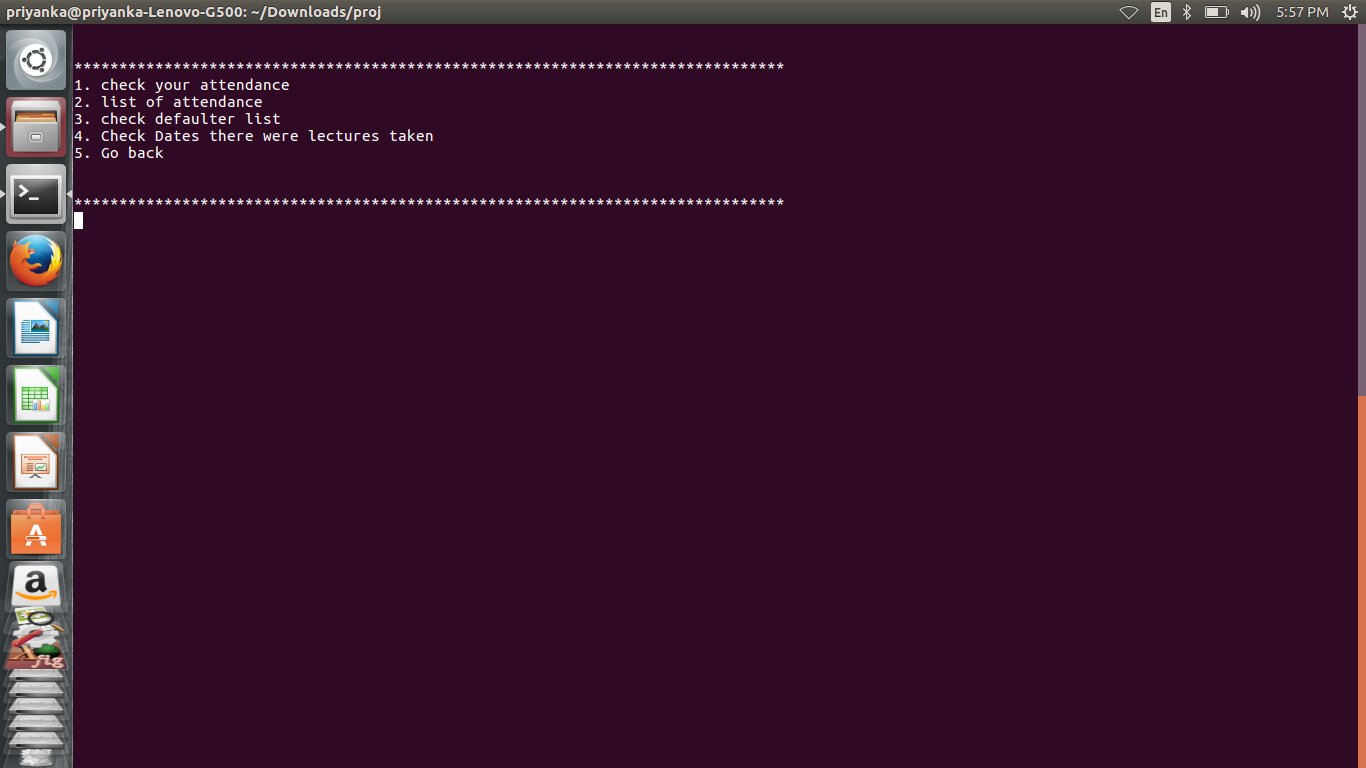 priyanka@priyanka-Lenovo-G500: ~/Downloads/proj
En
5:57 PM
*******************************************************************************
1. check your attendance
2. list of attendance
3. check defaulter list
4. Check Dates there were lectures taken
5. Go back
*******************************************************************************
>_
A
a
fig